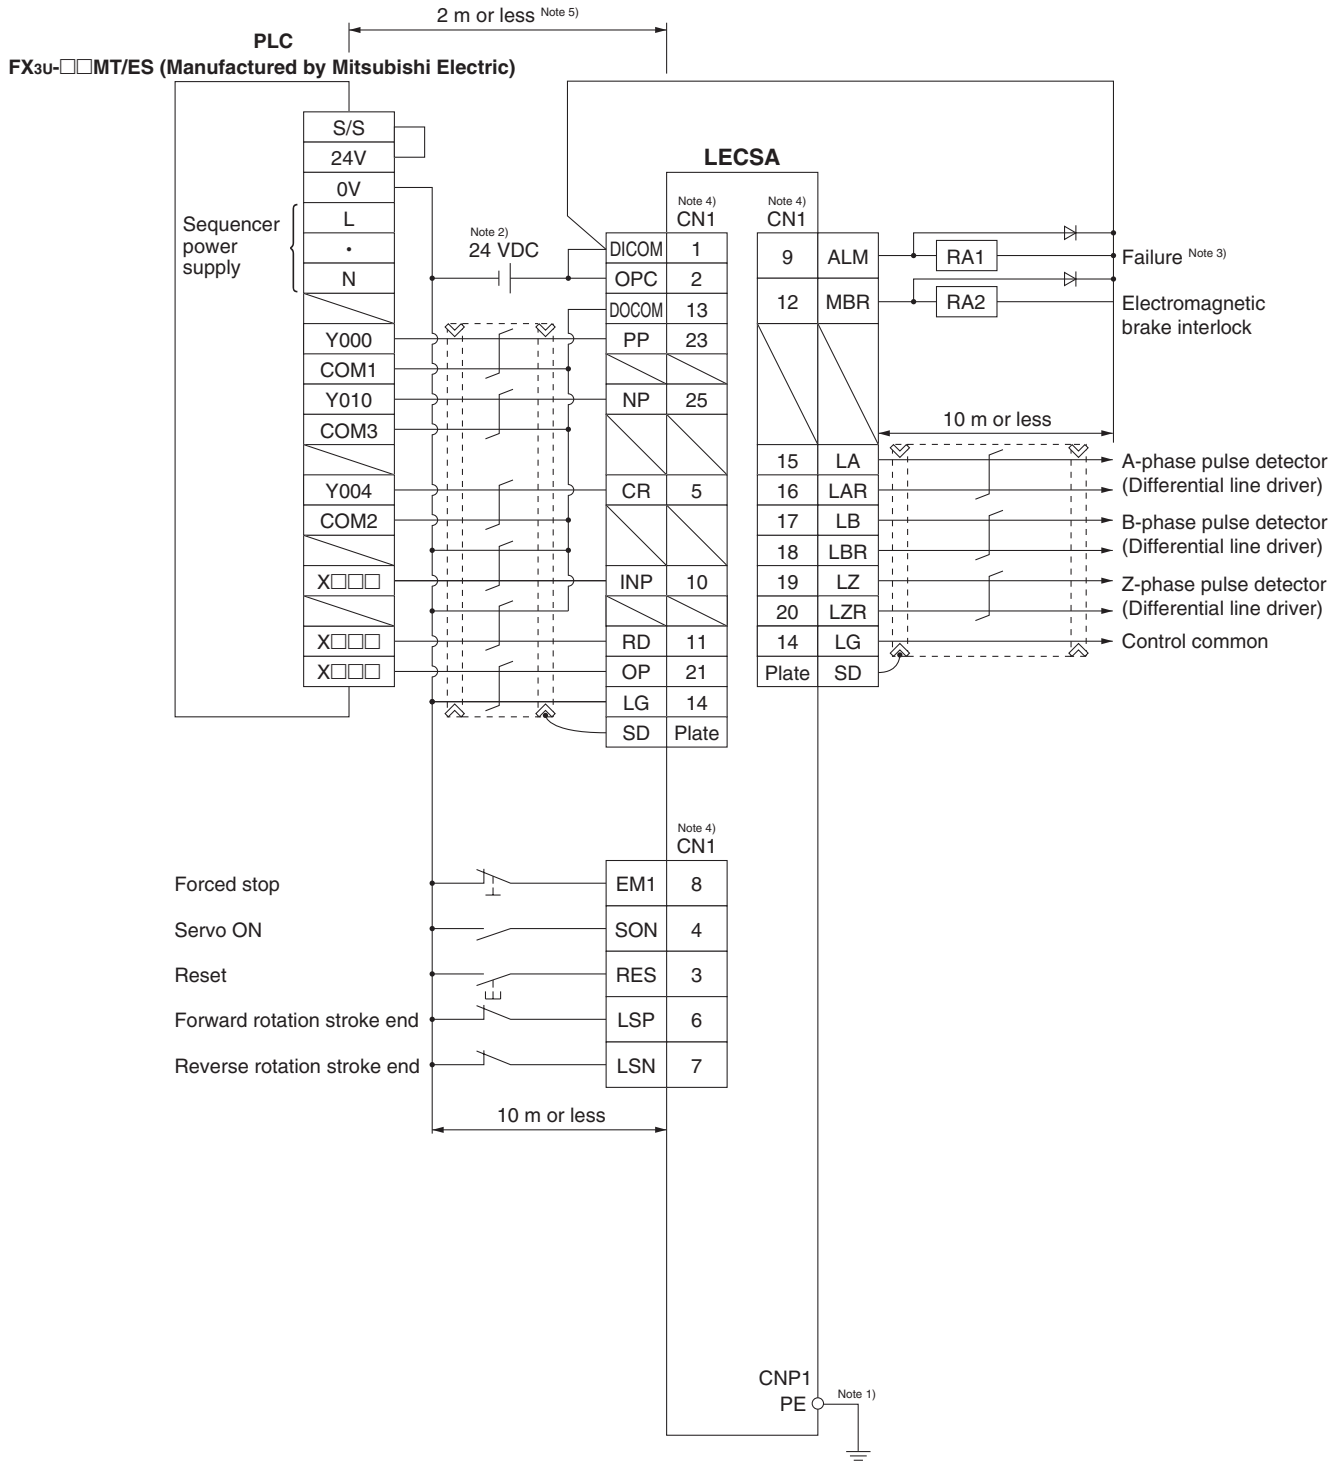 2 m or less Note 5)
PLC
FX3U-□□MT/ES (Manufactured by Mitsubishi Electric)
S/S
24V
0V
L
•
N
Sequencer
power
supply
Y000
COM1
Y010
COM3
Y004
COM2
X□□□
X□□□
X□□□
Note 2)
24 VDC
LECSA
Note 4)
CN1
DICOM 1
OPC 2
DOCOM 13
PP 23
NP 25
CR 5
INP 10
RD 11
OP 21
LG 14
SD Plate
Note 4)
CN1
9 ALM
12 MBR
15 LA
16 LAR
17 LB
18 LBR
19 LZ
20 LZR
14 LG
Plate SD
RA1
Failure Note 3)
RA2
Electromagnetic
brake interlock
10 m or less
A-phase pulse detector
(Differential line driver)
B-phase pulse detector
(Differential line driver)
Z-phase pulse detector
(Differential line driver)
Control common
Note 4)
CN1
Forced stop
EM1 8
Servo ON
SON 4
Reset
RES 3
Forward rotation stroke end
LSP 6
Reverse rotation stroke end
LSN 7
10 m or less
CNP1
PE
Note 1)